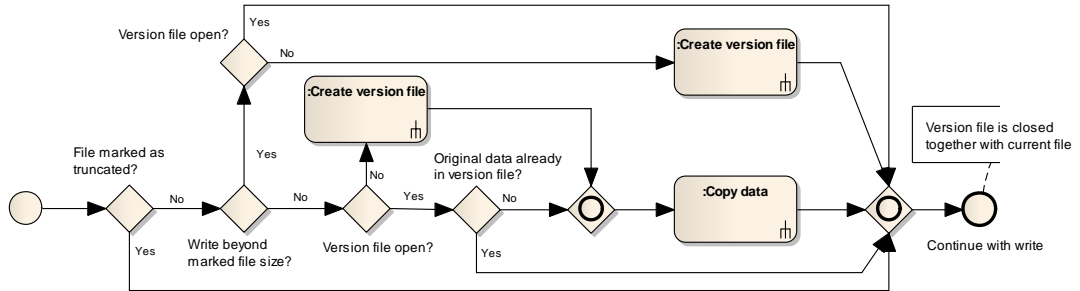 Yes
Version file open?
No
:Create version file
:Create version file
Version file is closed
together with current file
File marked as
truncated?
Yes
No
Original data already
in version file?
No
No
Yes
No
:Copy data
Yes
Write beyond
marked file size?
Version file open?
Yes
Continue with write